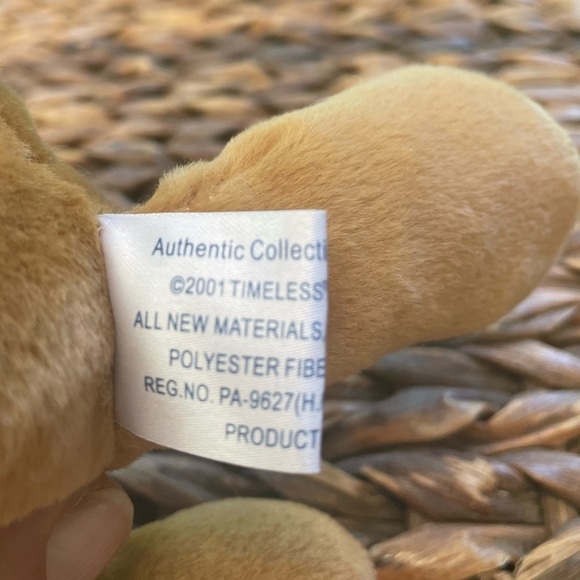 Authentic Collecti
©2001 TIMELESS
ALL NEW MATERIALS
POLYESTER FIBE
REG.NO. PA-9627(H.
PRODUCT